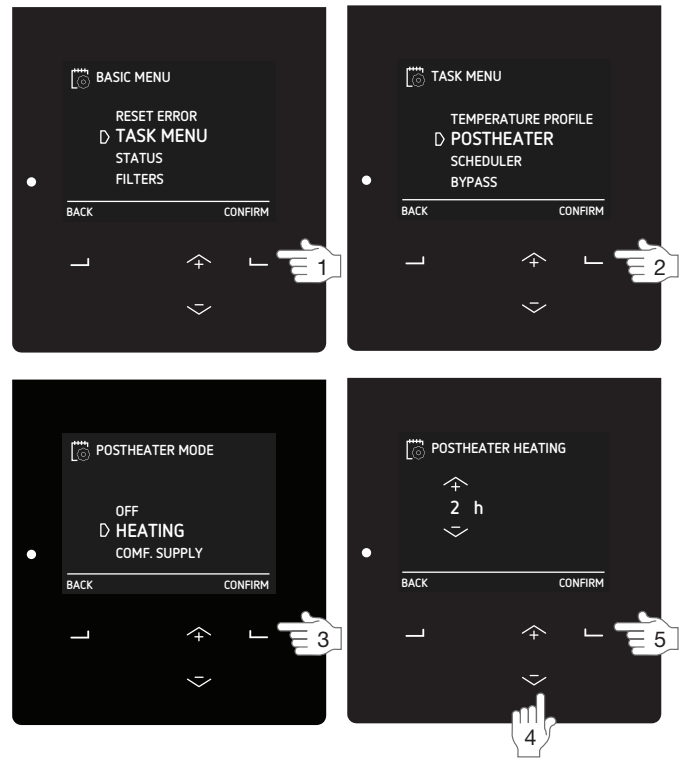 BASIC MENU
RESET ERROR
TASK MENU
STATUS
FILTERS
BACK CONFIRM
1
TASK MENU
TEMPERATURE PROFILE
POSTHEATER
SCHEDULER
BYPASS
BACK CONFIRM
2
POSTHEATER MODE
OFF
HEATING
COMF. SUPPLY
BACK CONFIRM
3
POSTHEATER HEATING
2 h
BACK CONFIRM
5
4